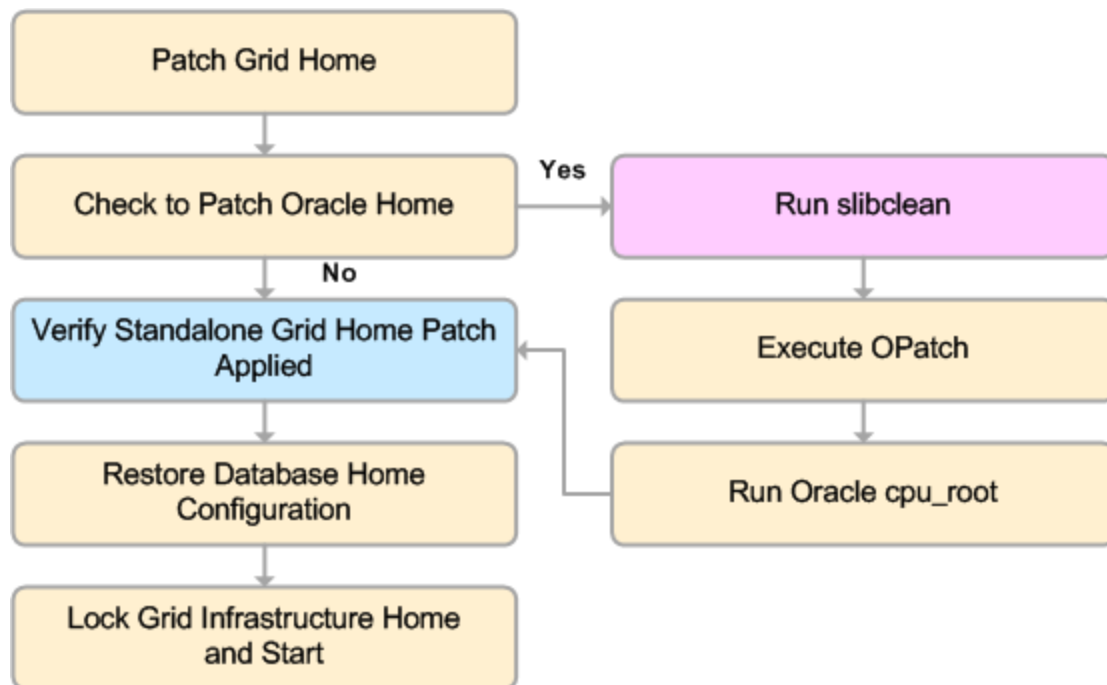 Patch Grid Home
Check to Patch Oracle Home
Yes
Run slibclean
No
Verify Standalone Grid Home Patch
Applied
Execute OPatch
Restore Database Home
Configuration
Run Oracle cpu_root
Lock Grid Infrastructure Home
and Start